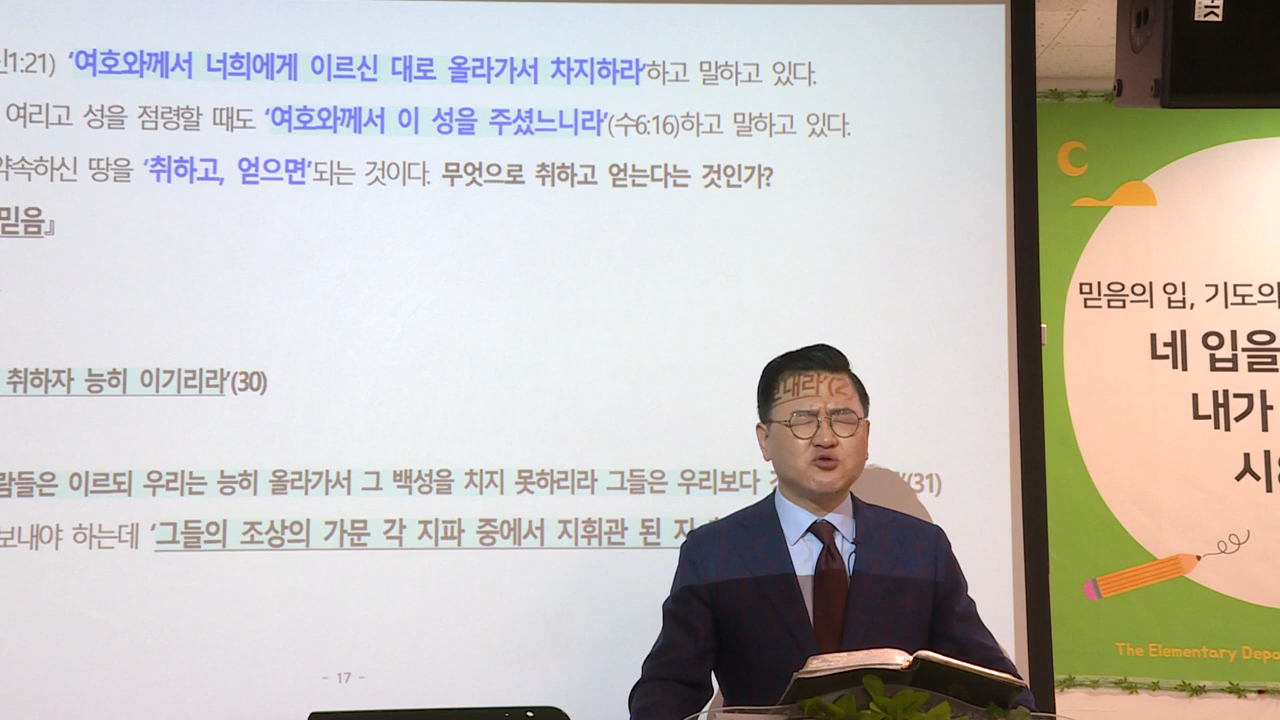 신1:21) ‘여호와께서 너희에게 이르신 대로 올라가서 차지하라’하고 말하고 있다.
여리고 성을 점령할 때도 ‘여호와께서 이 성을 주셨느니라’(수6:16)하고 말하고 있다.
약속하신 땅을 ‘취하고, 얻으면’되는 것이다. 무엇으로 취하고 얻는다는 것인가?
믿음』
취하자 능히 이기리라’(30)
보내라’(2
람들은 이르되 우리는 능히 올라가서 그 백성을 치지 못하리라 그들은 우리보다 (31)
보내야 하는데 ‘그들의 조상의 가문 각 지파 중에서 지휘관 된 자
- 17 -
믿음의 입, 기도의
네 입을
내가
The Elementary Depa